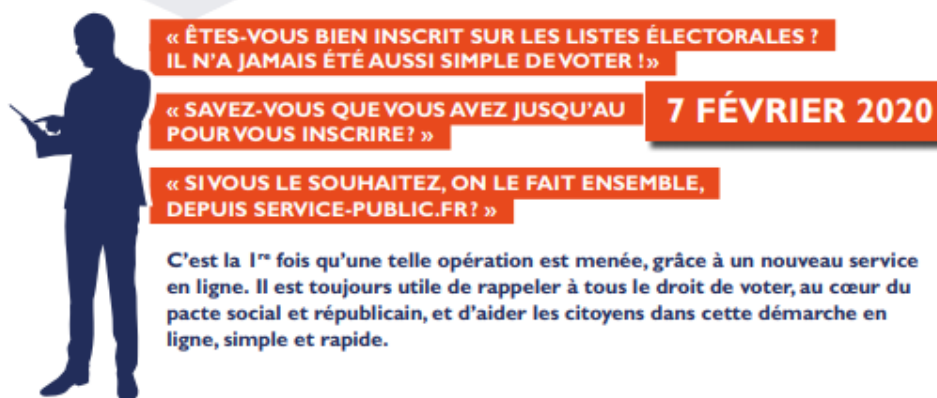 « ÊTES-VOUS BIEN INSCRIT SUR LES LISTES ÉLECTORALES ?
IL N'A JAMAIS ÉTÉ AUSSI SIMPLE DE VOTER !»
« SAVEZ-VOUS QUE VOUS AVEZ JUSQU'AU
7 FÉVRIER 2020
POUR VOUS INSCRIRE? »
« SI VOUS LE SOUHAITEZ, ON LE FAIT ENSEMBLE,
DEPUIS SERVICE-PUBLIC.FR? »
C'est la 1re fois qu'une telle opération est menée, grâce à un nouveau service
en ligne. Il est toujours utile de rappeler à tous le droit de voter, au cœur du
pacte social et républicain, et d'aider les citoyens dans cette démarche en
ligne, simple et rapide.